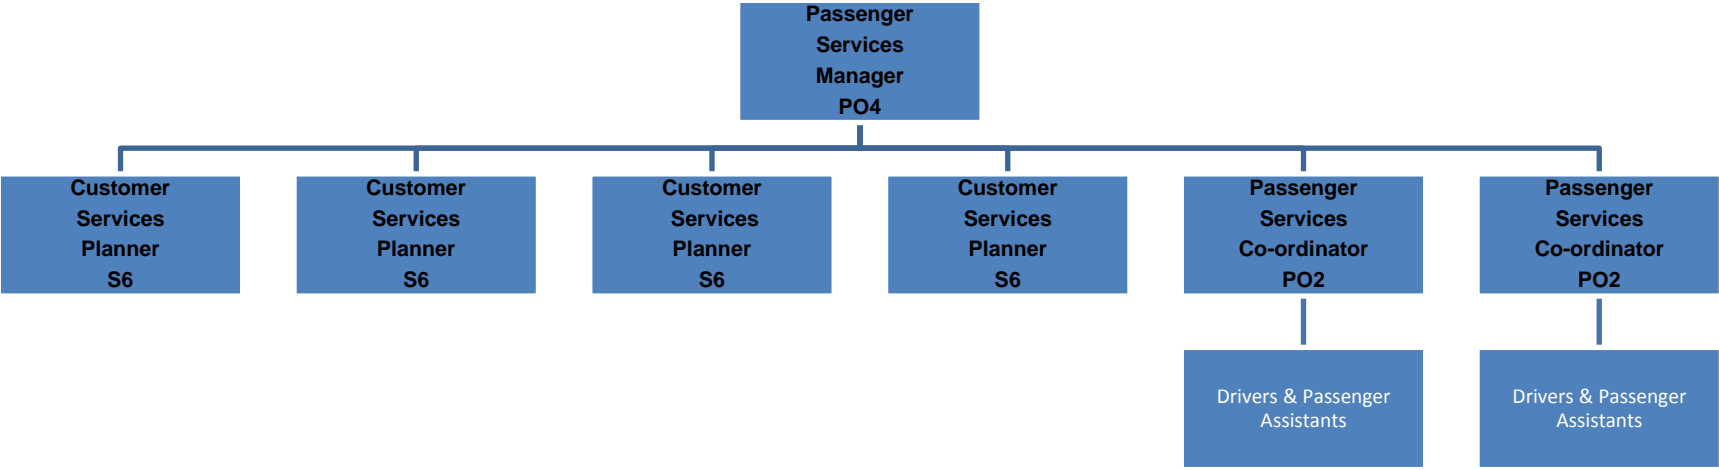 Passenger
Services
Manager
PO4
Customer
Services
Planner
S6
Customer
Services
Planner
S6
Customer
Services
Planner
S6
Customer
Services
Planner
S6
Passenger
Services
Co-ordinator
PO2
Passenger
Services
Co-ordinator
PO2
Drivers & Passenger
Assistants
Drivers & Passenger
Assistants